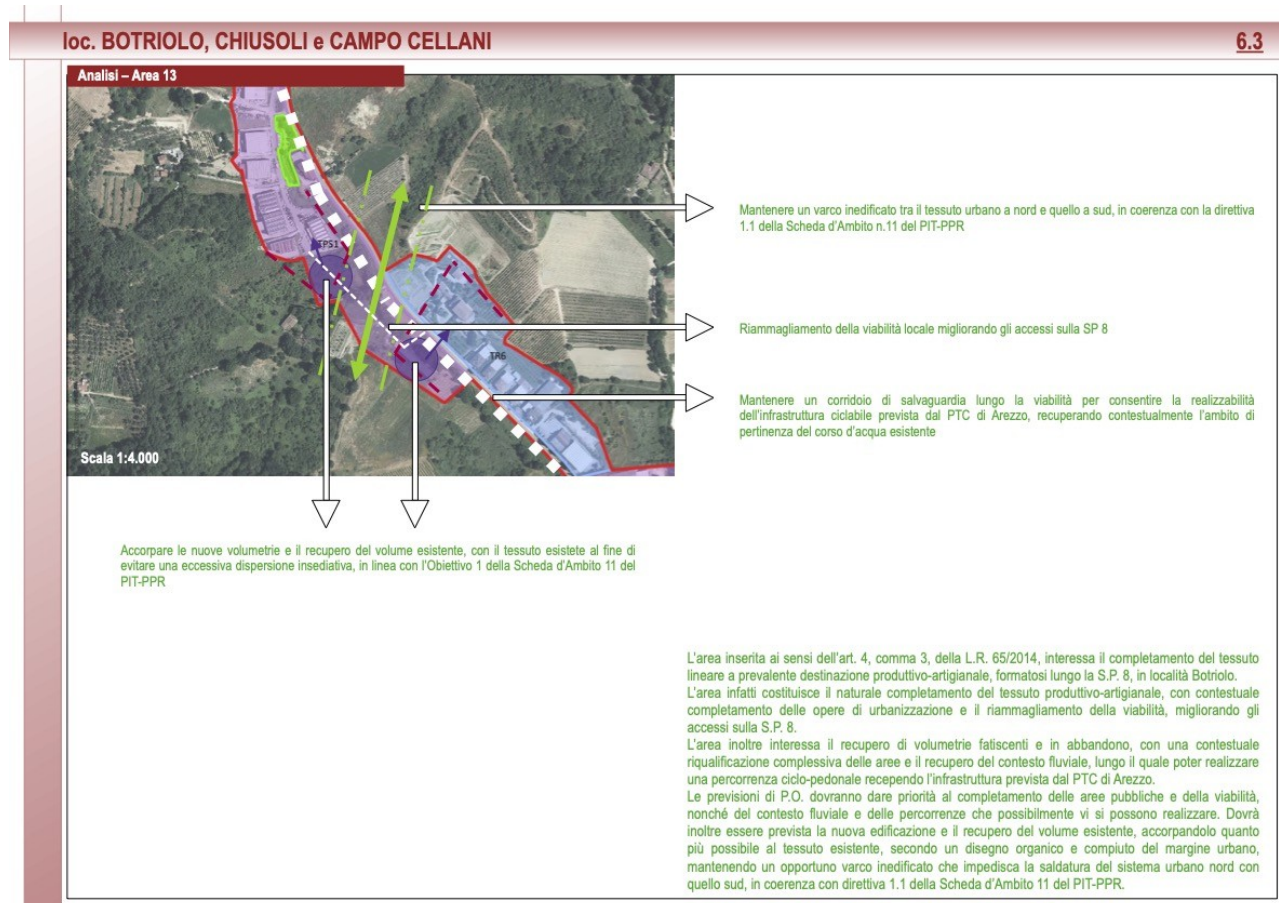 loc. BOTRIOLO, CHIUSOLI e CAMPO CELLANI
6.3
Analisi – Area 13
TPS1
TR6
Scala 1:4.000
Mantenere un varco inedificato tra il tessuto urbano a nord e quello a sud, in coerenza con la direttiva
1.1 della Scheda d'Ambito n.11 del PIT-PPR
Riammagliamento della viabilità locale migliorando gli accessi sulla SP 8
Mantenere un corridoio di salvaguardia lungo la viabilità per consentire la realizzabilità
dell'infrastruttura ciclabile prevista dal PTC di Arezzo, recuperando contestualmente l'ambito di
pertinenza del corso d'acqua esistente
Accorpare le nuove volumetrie e il recupero del volume esistente, con il tessuto esistete al fine di
evitare una eccessiva dispersione insediativa, in linea con l'Obiettivo 1 della Scheda d'Ambito 11 del
PIT-PPR
L'area inserita ai sensi dell'art. 4, comma 3, della L.R. 65/2014, interessa il completamento del tessuto
lineare a prevalente destinazione produttivo-artigianale, formatosi lungo la S.P. 8, in località Botriolo.
L'area infatti costituisce il naturale completamento del tessuto produttivo-artigianale, con contestuale
completamento delle opere di urbanizzazione e il riammagliamento della viabilità, migliorando gli
accessi sulla S.P. 8.
L'area inoltre interessa il recupero di volumetrie fatiscenti e in abbandono, con una contestuale
riqualificazione complessiva delle aree e il recupero del contesto fluviale, lungo il quale poter realizzare
una percorrenza ciclo-pedonale recependo l'infrastruttura prevista dal PTC di Arezzo.
Le previsioni di P.O. dovranno dare priorità al completamento delle aree pubbliche e della viabilità,
nonché del contesto fluviale e delle percorrenze che possibilmente vi si possono realizzare. Dovrà
inoltre essere prevista la nuova edificazione e il recupero del volume esistente, accorpandolo quanto
più possibile al tessuto esistente, secondo un disegno organico e compiuto del margine urbano,
mantenendo un opportuno varco inedificato che impedisca la saldatura del sistema urbano nord con
quello sud, in coerenza con direttiva 1.1 della Scheda d'Ambito 11 del PIT-PPR.